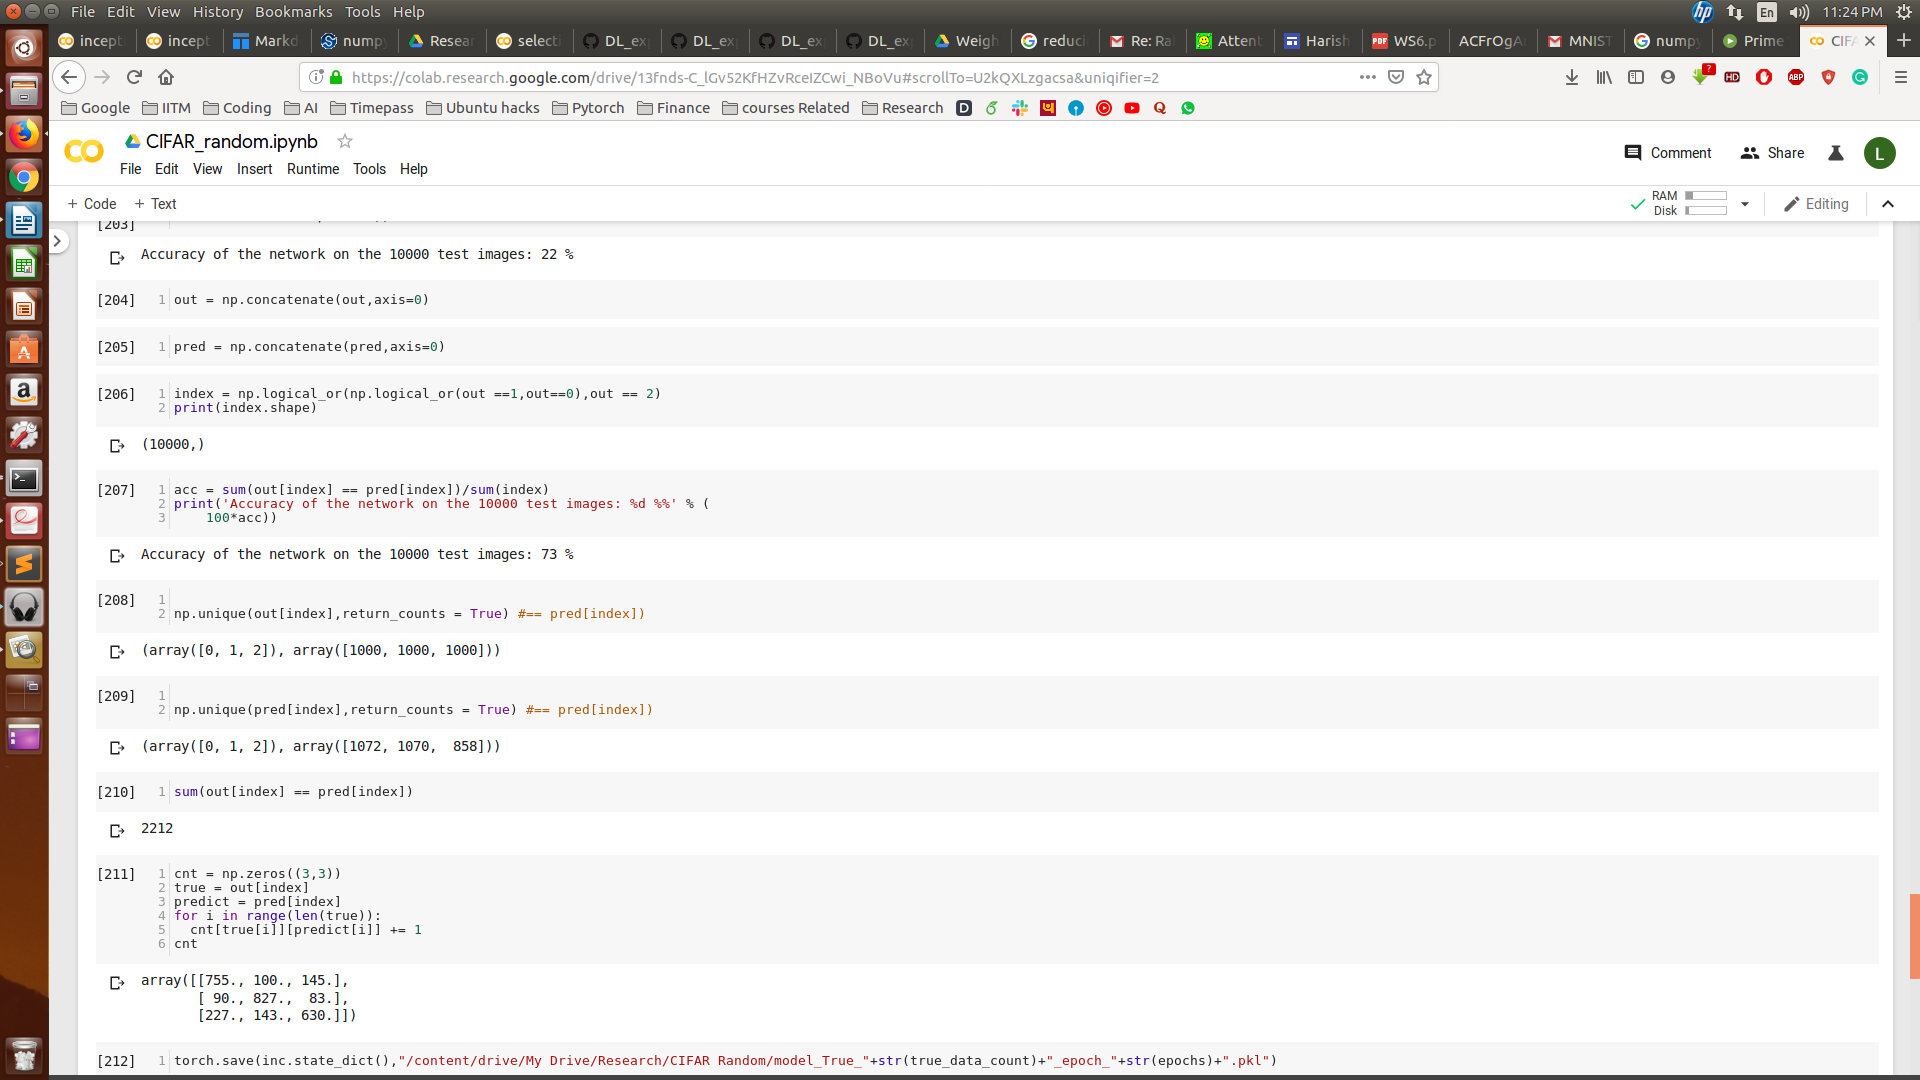 File Edit View History Bookmarks Tools Help
En 11:24 PM
incept incept Markd numpy Resear selecti DL_exp DL_exp DL_exp DL_exp Weigh reduci Re: Ra Attent Harish WS6.p ACFrOgA MNIST numpy Prime CIFA
https://colab.research.google.com/drive/13fnds-C_lGv52KfHZvRceIZCwi_NBoVu#scrollTo=U2kQXLzgacsa&uniqifier=2
Google IITM Coding AI Timepass Ubuntu hacks Pytorch Finance courses Related Research
CIFAR_random.ipynb
File Edit View Insert Runtime Tools Help
Comment Share L
+ Code + Text
RAM
Disk
Editing
[203]
Accuracy of the network on the 10000 test images: 22 %
[204] 1 out = np.concatenate(out,axis=0)
[205] 1 pred = np.concatenate(pred,axis=0)
[206] 1 index = np.logical_or(np.logical_or(out ==1,out==0),out == 2)
2 print(index.shape)
(10000,)
[207] 1 acc = sum(out[index] == pred[index])/sum(index)
2 print('Accuracy of the network on the 10000 test images: %d %%' % (
3     100*acc))
Accuracy of the network on the 10000 test images: 73 %
[208] 1
2 np.unique(out[index],return_counts = True) #== pred[index])
(array([0, 1, 2]), array([1000, 1000, 1000]))
[209] 1
2 np.unique(pred[index],return_counts = True) #== pred[index])
(array([0, 1, 2]), array([1072, 1070,  858]))
[210] 1 sum(out[index] == pred[index])
2212
[211] 1 cnt = np.zeros((3,3))
2 true = out[index]
3 predict = pred[index]
4 for i in range(len(true)):
5   cnt[true[i]][predict[i]] += 1
6 cnt
array([[755., 100., 145.],
       [ 90., 827.,  83.],
       [227., 143., 630.]])
[212] 1 torch.save(inc.state_dict(),"/content/drive/My Drive/Research/CIFAR Random/model_True_"+str(true_data_count)+"_epoch_"+str(epochs)+".pkl")